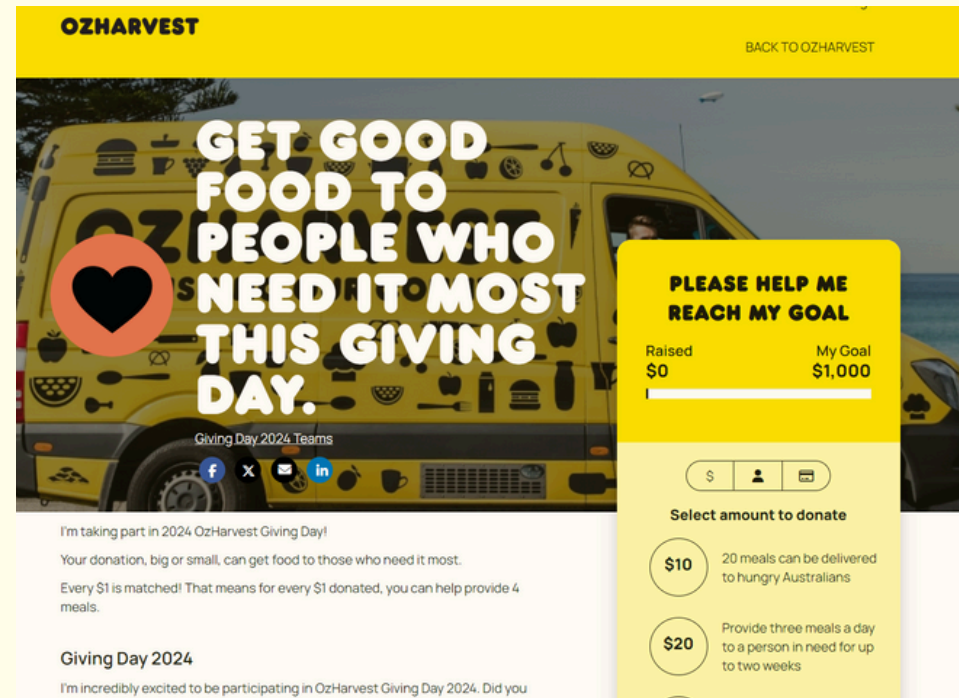 OZHARVEST
BACK TO OZHARVEST
OZHARVEST
GET GOOD
FOOD TO
PEOPLE WHO
NEED IT MOST
THIS GIVING
DAY.
Giving Day 2024 Teams
PLEASE HELP ME
REACH MY GOAL
Raised
My Goal
$0
$1,000
$
Select amount to donate
$10
20 meals can be delivered
to hungry Australians
$20
Provide three meals a day
to a person in need for up
to two weeks
I'm taking part in 2024 OzHarvest Giving Day!
Your donation, big or small, can get food to those who need it most.
Every $1 is matched! That means for every $1 donated, you can help provide 4
meals.
Giving Day 2024
I'm incredibly excited to be participating in OzHarvest Giving Day 2024. Did you